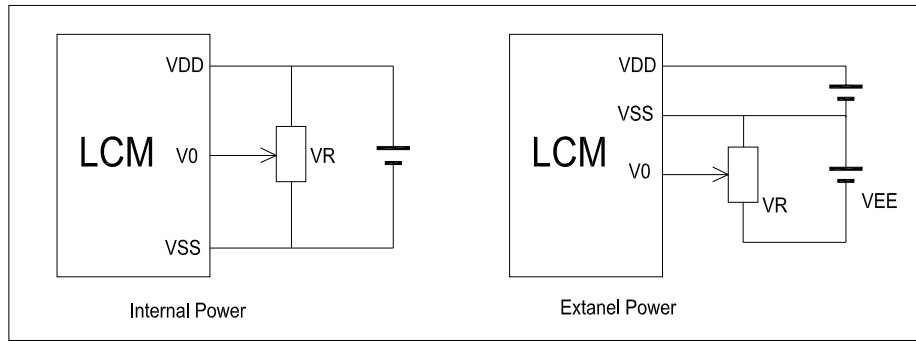 VDD
LCM
V0
VR
VSS
Internal Power
VDD
VSS
LCM
V0
VR
VEE
Extanel Power